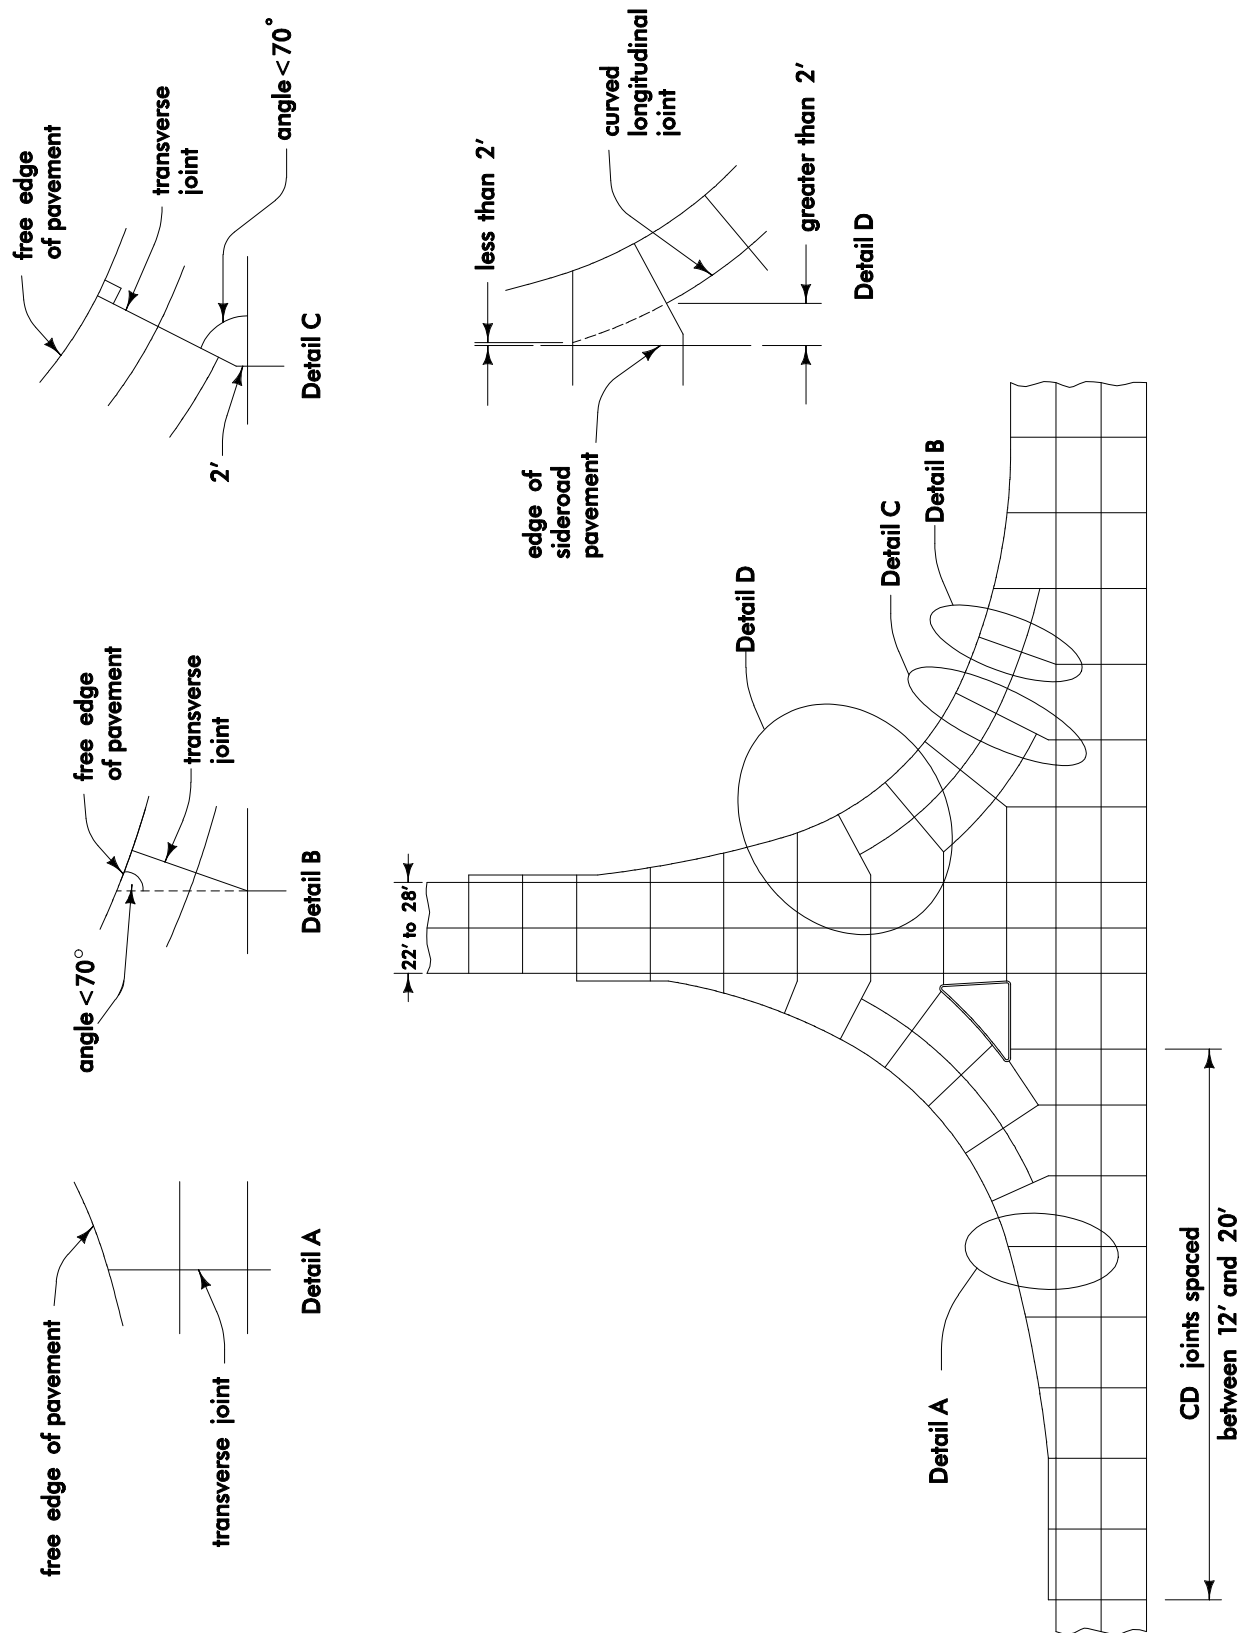 free edge of pavement
transverse joint
Detail A
angle <70°
free edge
of pavement
transverse
joint
Detail B
free edge
of pavement
transverse
joint
angle <70°
2'
Detail C
less than 2'
curved
longitudinal
joint
greater than 2'
edge of
sideroad
pavement
Detail D
22' to 28'
Detail D
Detail C
Detail B
Detail A
CD joints spaced
between 12' and 20'